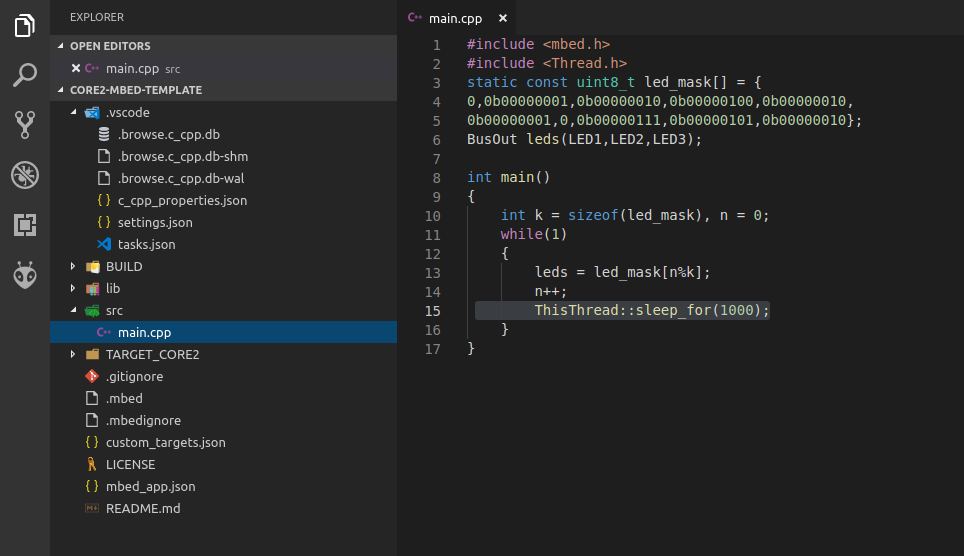 EXPLORER
OPEN EDITORS
main.cpp src
CORE2-MBED-TEMPLATE
.vscode
.browse.c_cpp.db
.browse.c_cpp.db-shm
.browse.c_cpp.db-wal
c_cpp_properties.json
settings.json
tasks.json
BUILD
lib
src
main.cpp
TARGET_CORE2
.gitignore
.mbed
.mbedignore
custom_targets.json
LICENSE
mbed_app.json
README.md
main.cpp
1 #include <mbed.h>
2 #include <Thread.h>
3 static const uint8_t led_mask[] = {
4 0,0b00000001,0b00000010,0b00000100,0b00000010,
5 0b00000001,0,0b00000111,0b00000101,0b00000010};
6 BusOut leds(LED1,LED2,LED3);
7
8 int main()
9 {
10     int k = sizeof(led_mask), n = 0;
11     while(1)
12     {
13         leds = led_mask[n%k];
14         n++;
15         ThisThread::sleep_for(1000);
16     }
17 }